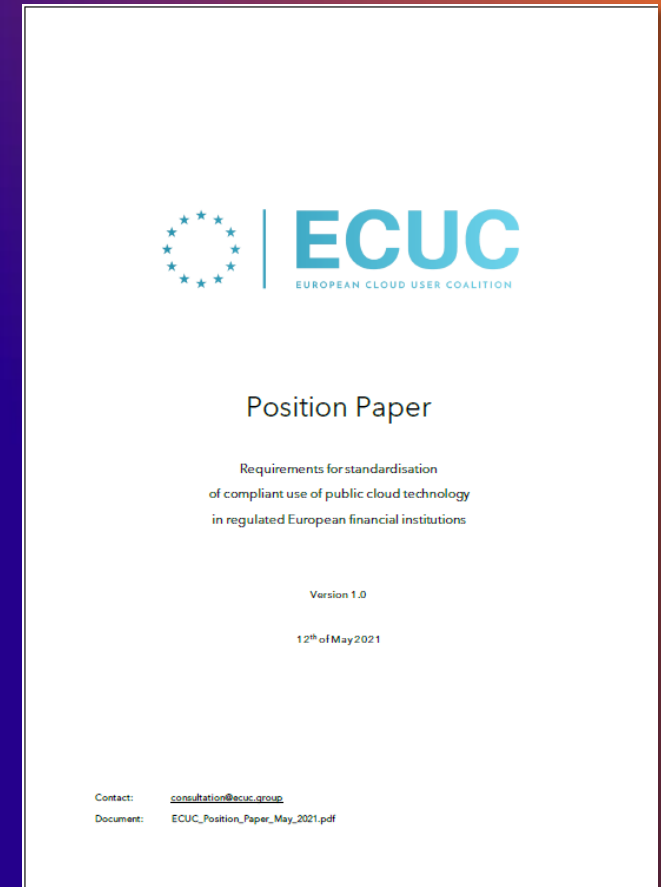 ECUC
EUROPEAN CLOUD USER COALITION
Position Paper
Requirements for standardisation
of compliant use of public cloud technology
in regulated European financial institutions
Version 1.0
12th of May 2021
Contact: consultation@ecuc.group
Document: ECUC_Position_Paper_May_2021.pdf